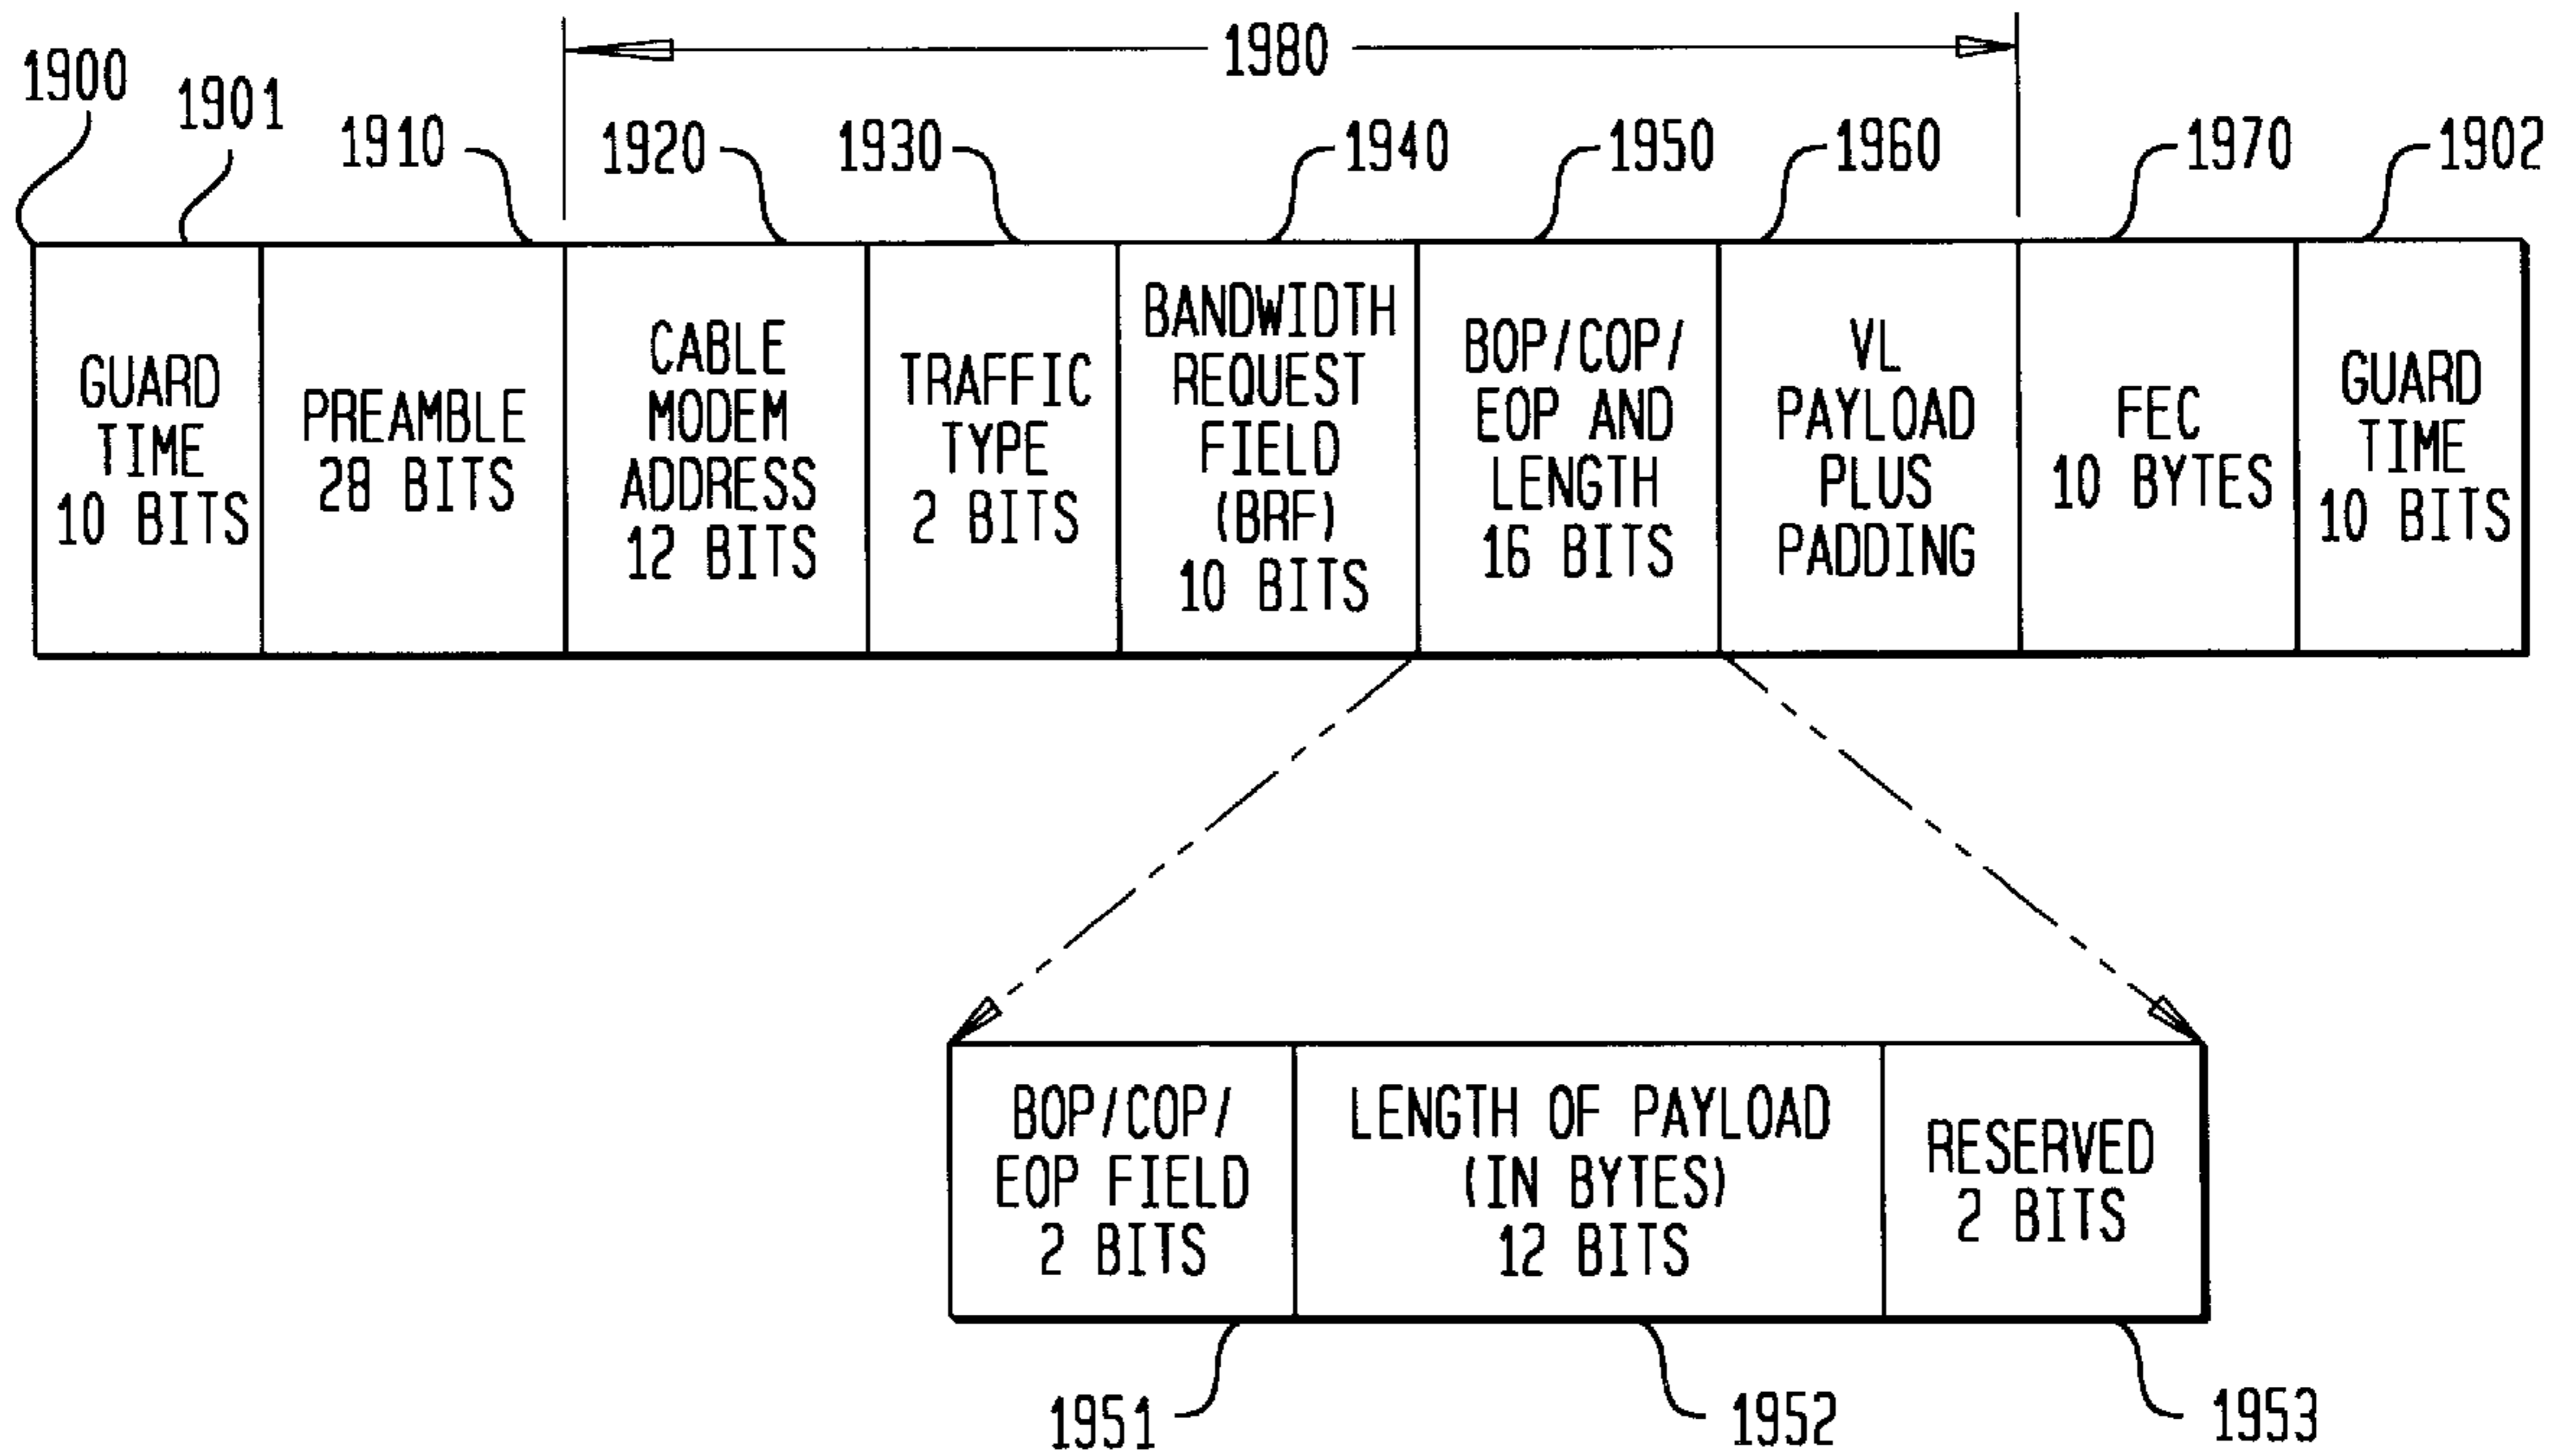 1980
1900
1901
1910
1920
1930
1940
1950
1960
1970
1902
GUARD
TIME
10 BITS
PREAMBLE
28 BITS
CABLE
MODEM
ADDRESS
12 BITS
TRAFFIC
TYPE
2 BITS
BANDWIDTH
REQUEST
FIELD
(BRF)
10 BITS
BOP/COP/
EOP AND
LENGTH
16 BITS
VL
PAYLOAD
PLUS
PADDING
FEC
10 BYTES
GUARD
TIME
10 BITS
BOP/COP/
EOP FIELD
2 BITS
LENGTH OF PAYLOAD
(IN BYTES)
12 BITS
RESERVED
2 BITS
1951
1952
1953